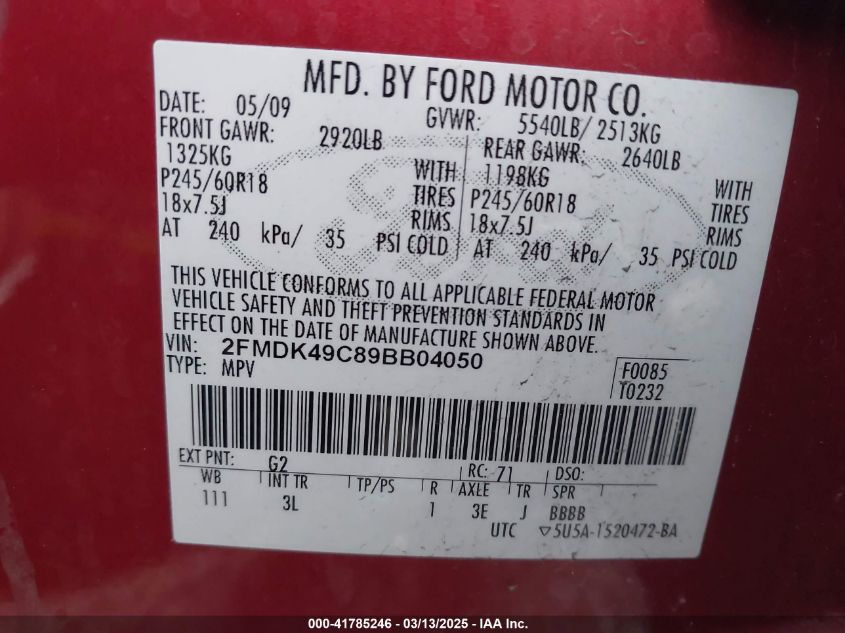 MFD. BY FORD MOTOR CO.
DATE: 05/09 GVWR: 5540LB/ 2513KG
FRONT GAWR: 2920LB REAR GAWR: 2640LB
1325KG WITH 1198KG WITH
P245/60R18 TIRES P245/60R18 TIRES
18x7.5J RIMS 18x7.5J RIMS
AT 240 kPa/ 35 PSI COLD AT 240 kPa/ 35 PSI COLD
THIS VEHICLE CONFORMS TO ALL APPLICABLE FEDERAL MOTOR
VEHICLE SAFETY AND THEFT PREVENTION STANDARDS IN
EFFECT ON THE DATE OF MANUFACTURE SHOWN ABOVE.
VIN: 2FMDK49C89BB04050
TYPE: MPV
F0085
T0232
EXT PNT: G2 RC: 71 DSO:
WB INT TR TP/PS R AXLE TR SPR
111 3L 1 3E J BBBB
UTC ▽5U5A-1520472-BA
000-41785246 - 03/13/2025 - IAA Inc.